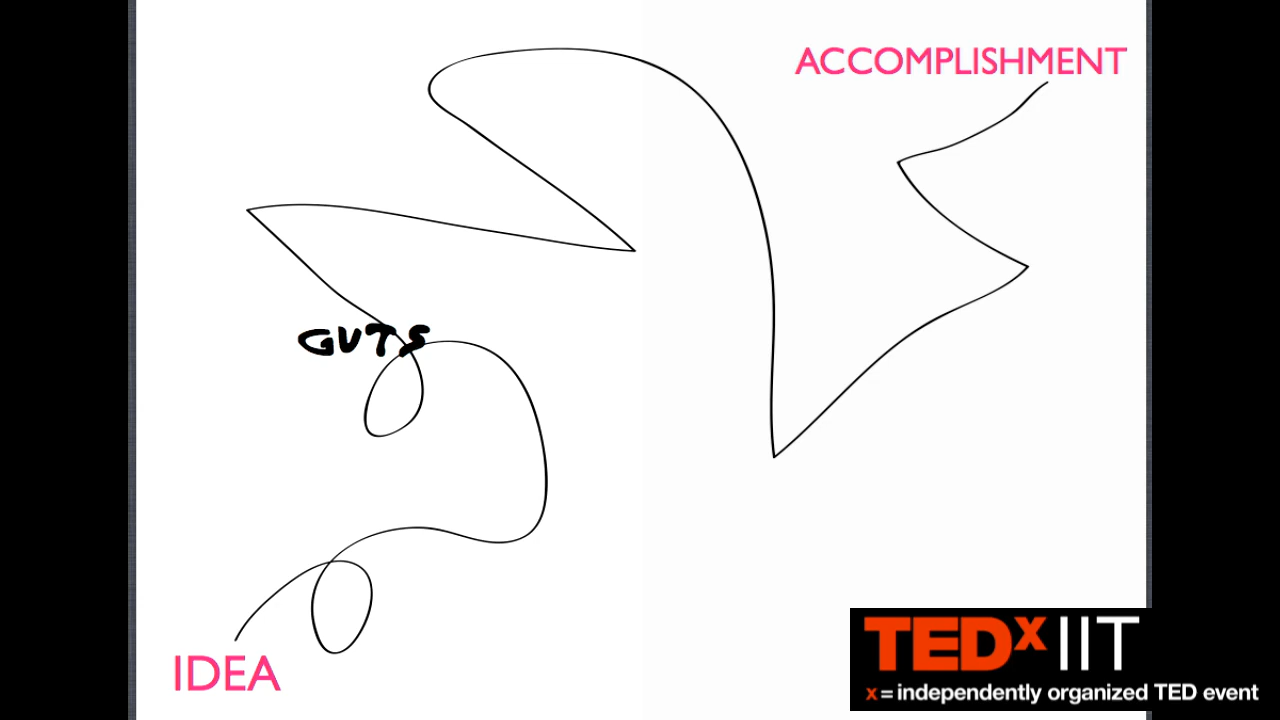 ACCOMPLISHMENT
GUTS
IDEA
TEDx IIT
x = independently organized TED event